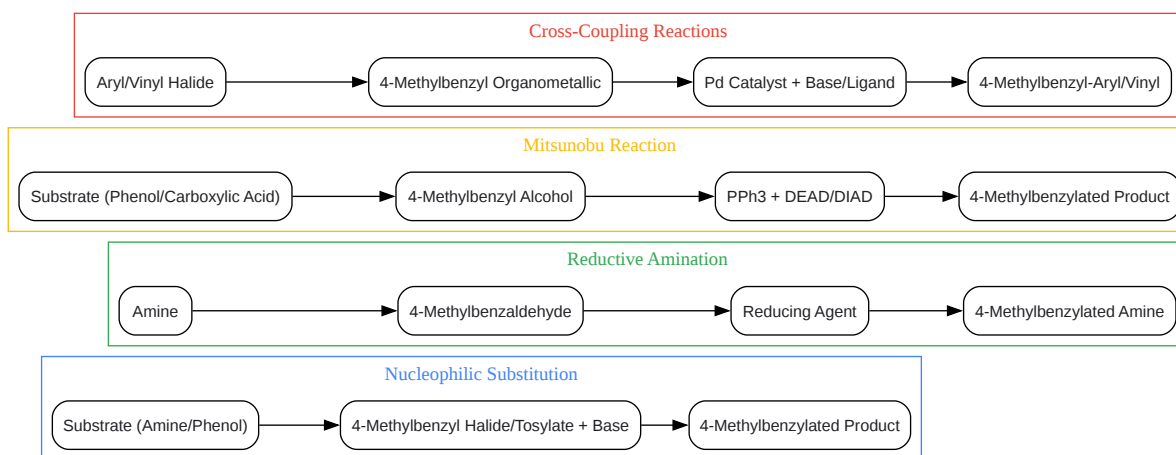 Cross-Coupling Reactions
Aryl/Vinyl Halide
4-Methylbenzyl Organometallic
Pd Catalyst + Base/Ligand
4-Methylbenzyl-Aryl/Vinyl
Mitsunobu Reaction
Substrate (Phenol/Carboxylic Acid)
4-Methylbenzyl Alcohol
PPh3 + DEAD/DIAD
4-Methylbenzylated Product
Reductive Amination
Amine
4-Methylbenzaldehyde
Reducing Agent
4-Methylbenzylated Amine
Nucleophilic Substitution
Substrate (Amine/Phenol)
4-Methylbenzyl Halide/Tosylate + Base
4-Methylbenzylated Product